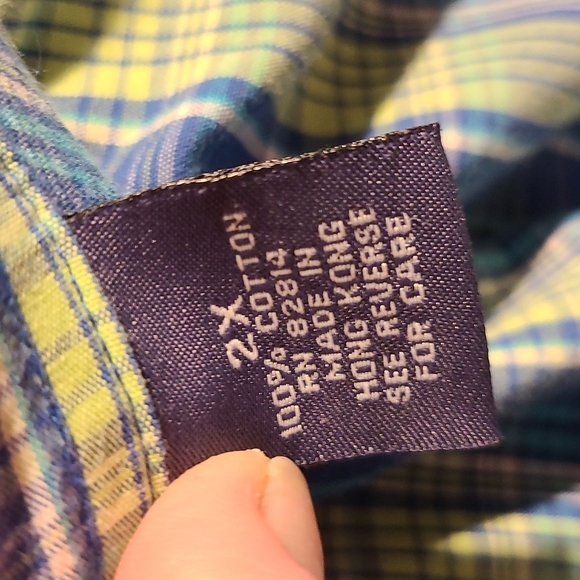 2X
100% COTTON
RN 82814
MADE IN
HONG KONG
SEE REVERSE
FOR CARE